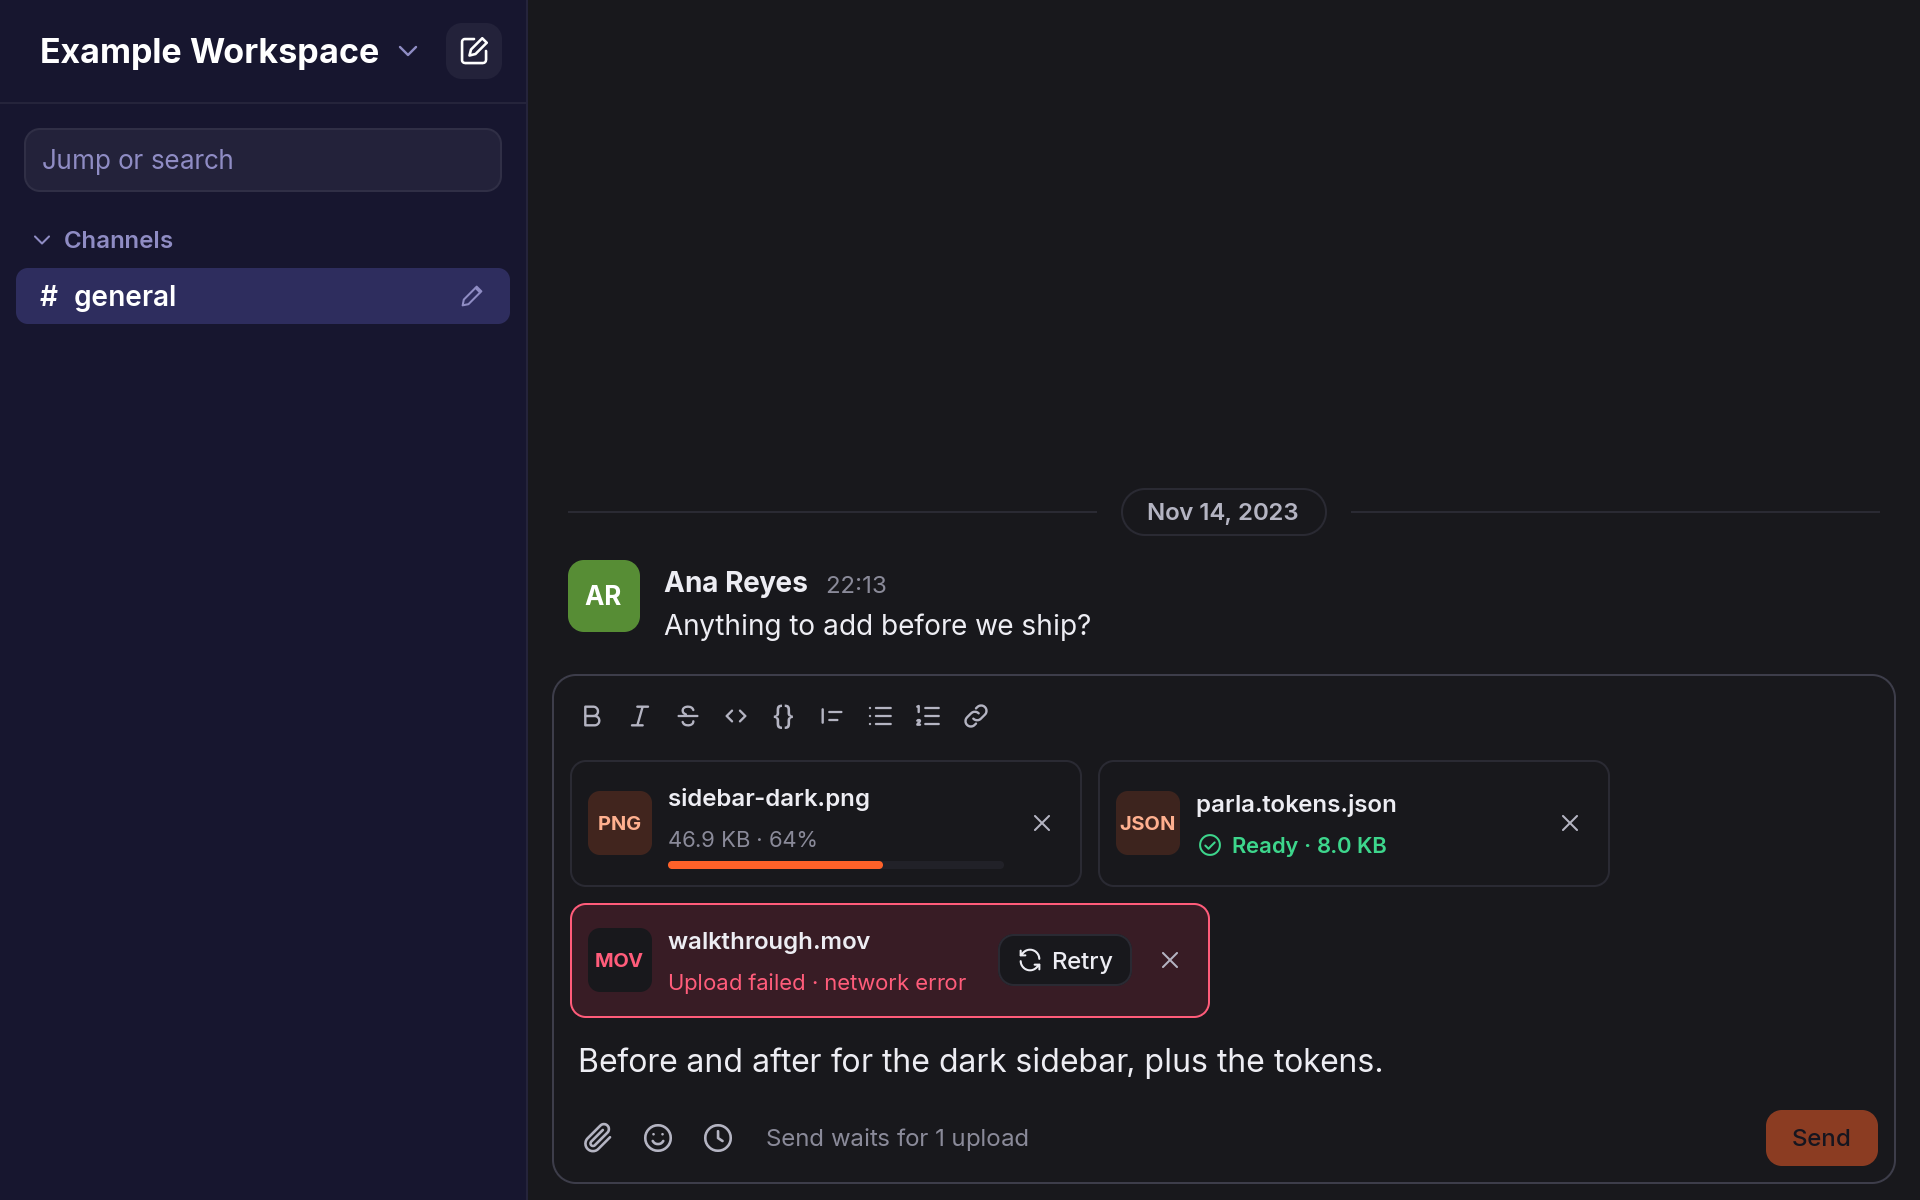 Example Workspace
Jump or search
Channels
# general
Nov 14, 2023
AR
Ana Reyes 22:13
Anything to add before we ship?
PNG
sidebar-dark.png
46.9 KB · 64%
JSON
parla.tokens.json
Ready · 8.0 KB
MOV
walkthrough.mov
Upload failed · network error
Retry
Before and after for the dark sidebar, plus the tokens.
Send waits for 1 upload
Send